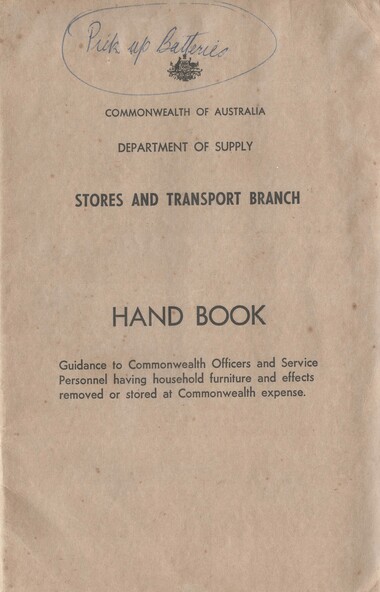 Pick up Batteries
COMMONWEALTH OF AUSTRALIA
DEPARTMENT OF SUPPLY
STORES AND TRANSPORT BRANCH
HAND BOOK
Guidance to Commonwealth Officers and Service
Personnel having household furniture and effects
removed or stored at Commonwealth expense.